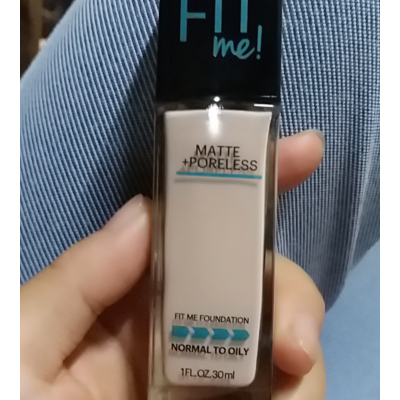 FIT
me!
MATTE
+PORELESS
FIT ME FOUNDATION
NORMAL TO OILY
1FL.OZ.30ml